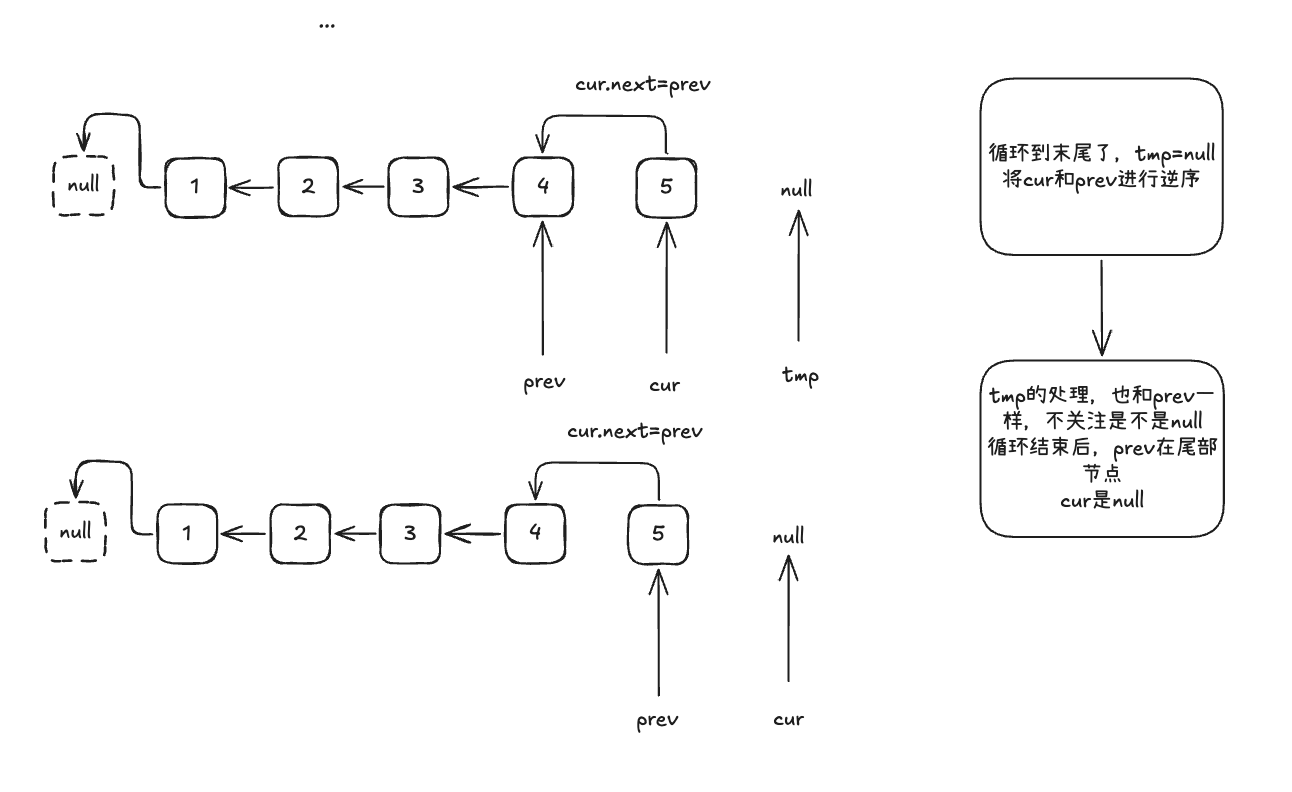 ...
cur.next=prev
null
1
2
3
4
5
null
prev
cur
tmp
cur.next=prev
null
1
2
3
4
5
null
prev
cur
循环到末尾了，tmp=null
将cur和prev进行逆序
tmp的处理，也和prev一
样，不关注是不是null
循环结束后，prev在尾部
节点
cur是null